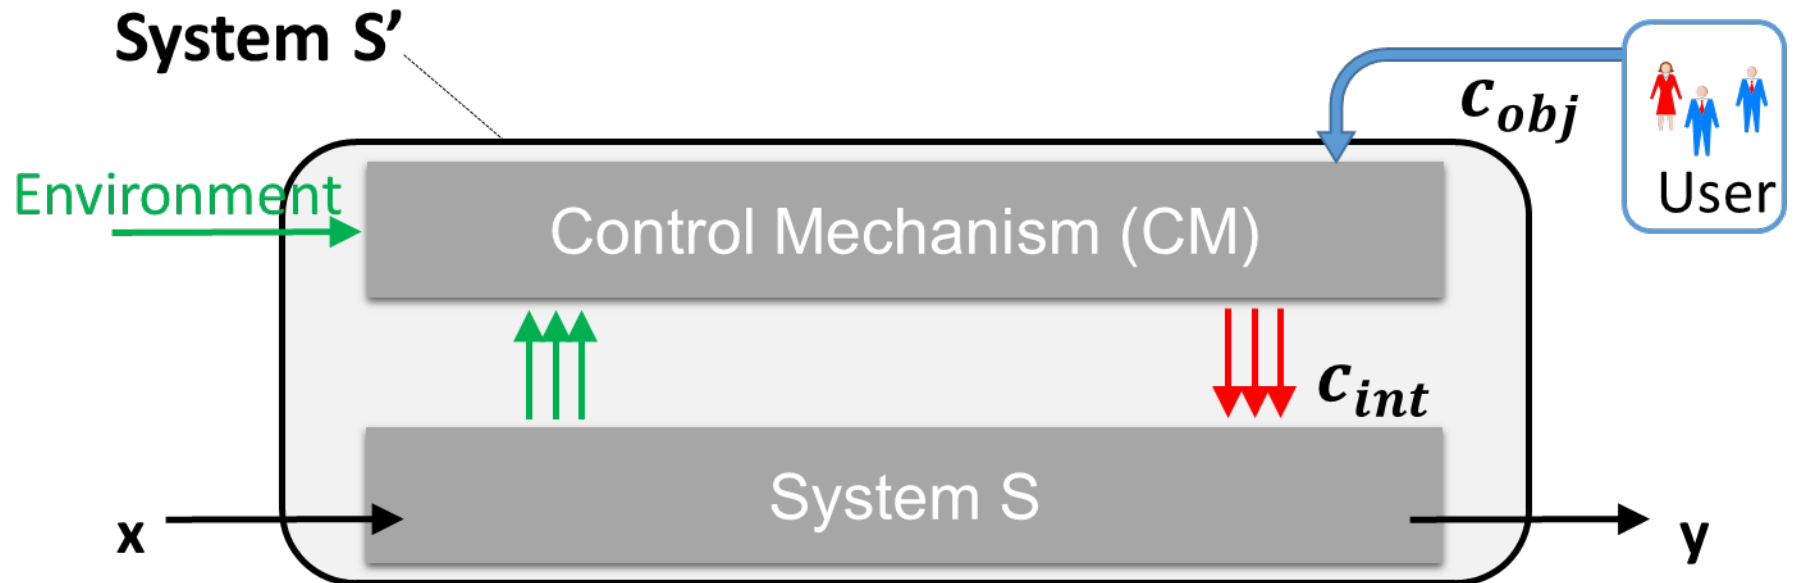 System S’
Environment
Control Mechanism (CM)
c_obj
User
c_int
System S
x
y